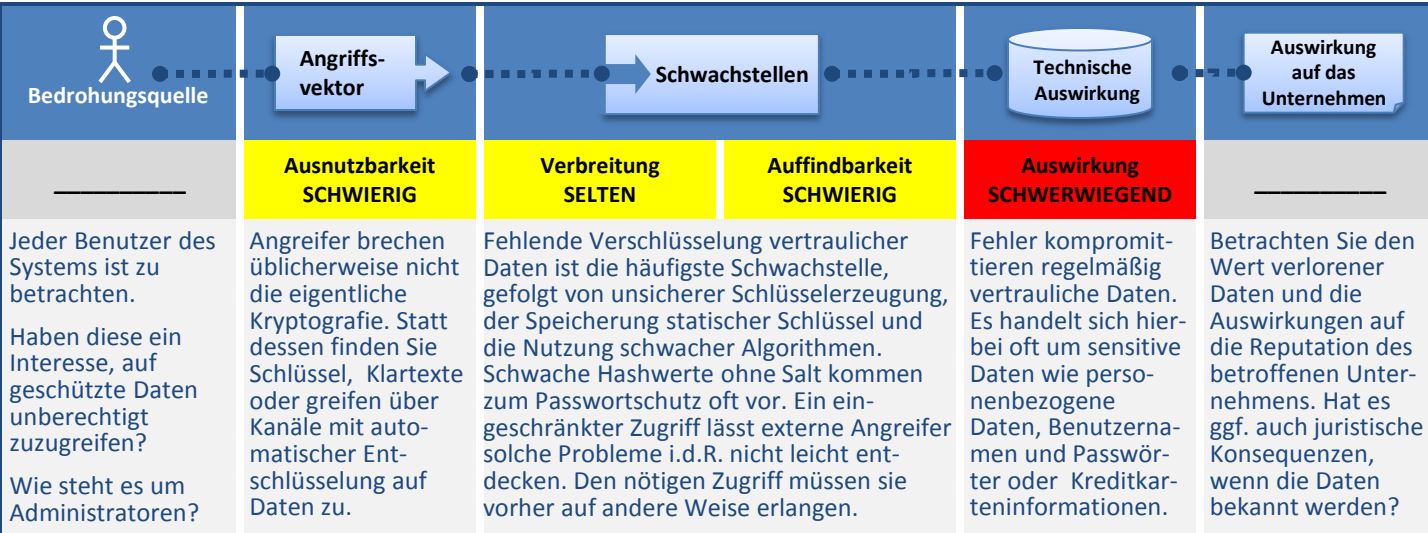 Bedrohungsquelle
Angriffs-
vektor
Schwachstellen
Technische
Auswirkung
Auswirkung
auf das
Unternehmen
__________
Ausnutzbarkeit
SCHWIERIG
Verbreitung
SELTEN
Auffindbarkeit
SCHWIERIG
Auswirkung
SCHWERWIEGEND
__________
Jeder Benutzer des
Systems ist zu
betrachten.
Haben diese ein
Interesse, auf
geschützte Daten
unberechtigt
zuzugreifen?
Wie steht es um
Administratoren?
Angreifer brechen
üblicherweise nicht
die eigentliche
Kryptografie. Statt
dessen finden Sie
Schlüssel, Klartexte
oder greifen über
Kanäle mit auto-
matischer Ent-
schlüsselung auf
Daten zu.
Fehlende Verschlüsselung vertraulicher
Daten ist die häufigste Schwachstelle,
gefolgt von unsicherer Schlüsselerzeugung,
der Speicherung statischer Schlüssel und
die Nutzung schwacher Algorithmen.
Schwache Hashwerte ohne Salt kommen
zum Passwortschutz oft vor. Ein ein-
geschränkter Zugriff lässt externe Angreifer
solche Probleme i.d.R. nicht leicht ent-
decken. Den nötigen Zugriff müssen sie
vorher auf andere Weise erlangen.
Fehler kompromit-
tieren regelmäßig
vertrauliche Daten.
Es handelt sich hier-
bei oft um sensitive
Daten wie perso-
nenbezogene
Daten, Benutzerna-
men und Passwör-
ter oder Kreditkar-
teninformationen.
Betrachten Sie den
Wert verlorener
Daten und die
Auswirkungen auf
die Reputation des
betroffenen Unter-
nehmens. Hat es
ggf. auch juristische
Konsequenzen,
wenn die Daten
bekannt werden?